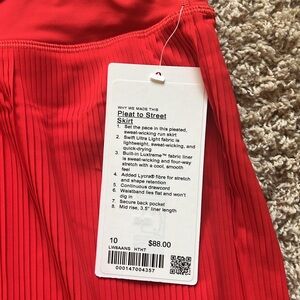 WHY WE MADE THIS
Pleat to Street
Skirt
1. Set the pace in this pleated,
sweat-wicking run skirt
2. Swift Ultra Light fabric is
lightweight, sweat-wicking, and
quick-drying
3. Built-in Luxtreme™ fabric liner
is sweat-wicking and four-way
stretch with a cool, smooth
feel
4. Added Lycra® fibre for stretch
and shape retention
5. Continuous drawcord
6. Waistband lies flat and won't
dig in
7. Secure back pocket
8. Mid rise, 3.5" liner length
10 $88.00
LW8AANS HTHT
000147004357